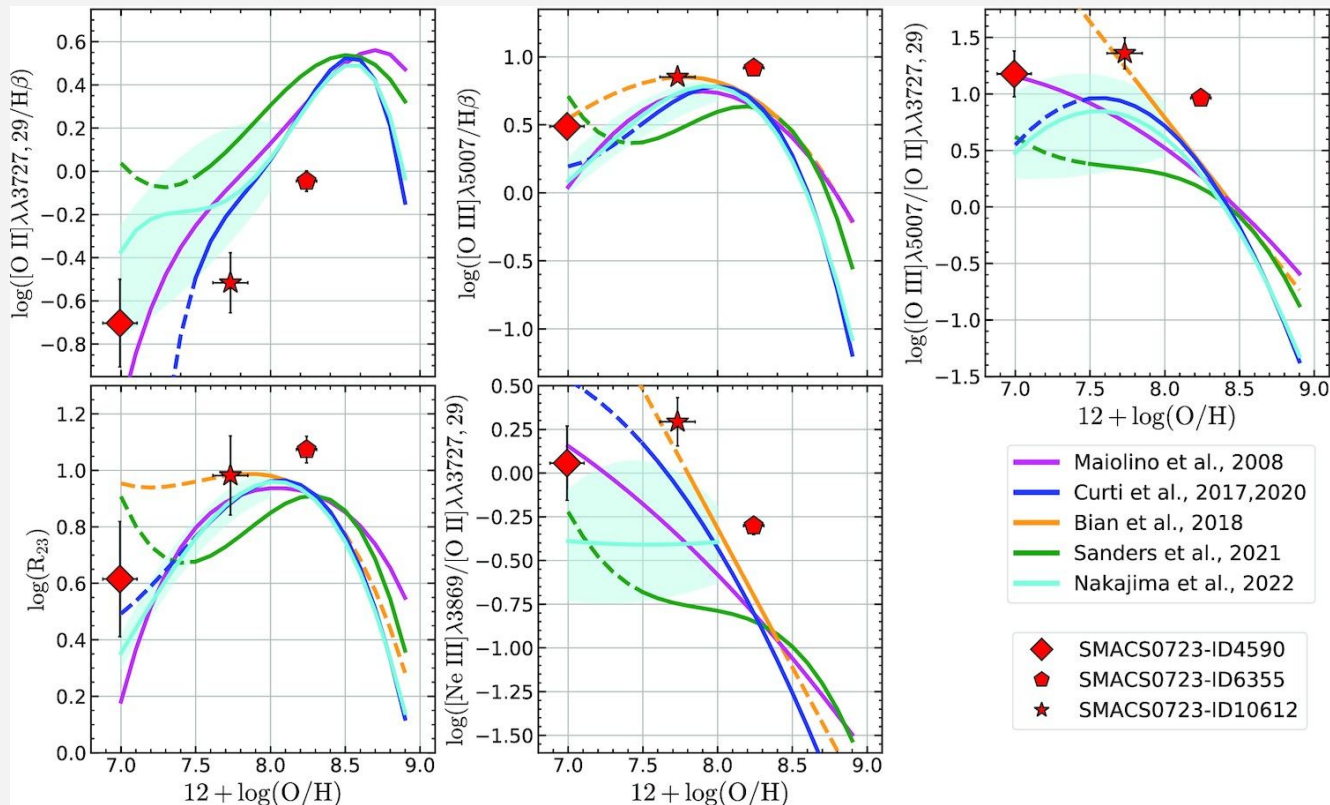 log([O II]λλ3727, 29/Hβ)
0.6
0.4
0.2
0.0
−0.2
−0.4
−0.6
−0.8
log([O III]λ5007/Hβ)
1.0
0.5
0.0
−0.5
−1.0
log([O III]λ5007/[O II]λλ3727, 29)
1.5
1.0
0.5
0.0
−0.5
−1.0
−1.5
7.0 7.5 8.0 8.5 9.0
12 + log(O/H)
log(R₂₃)
1.2
1.0
0.8
0.6
0.4
0.2
0.0
7.0 7.5 8.0 8.5 9.0
12 + log(O/H)
log([Ne III]λ3869/[O II]λλ3727, 29)
0.50
0.25
0.00
−0.25
−0.50
−0.75
−1.00
−1.25
−1.50
7.0 7.5 8.0 8.5 9.0
12 + log(O/H)
Maiolino et al., 2008
Curti et al., 2017,2020
Bian et al., 2018
Sanders et al., 2021
Nakajima et al., 2022
SMACS0723-ID4590
SMACS0723-ID6355
SMACS0723-ID10612